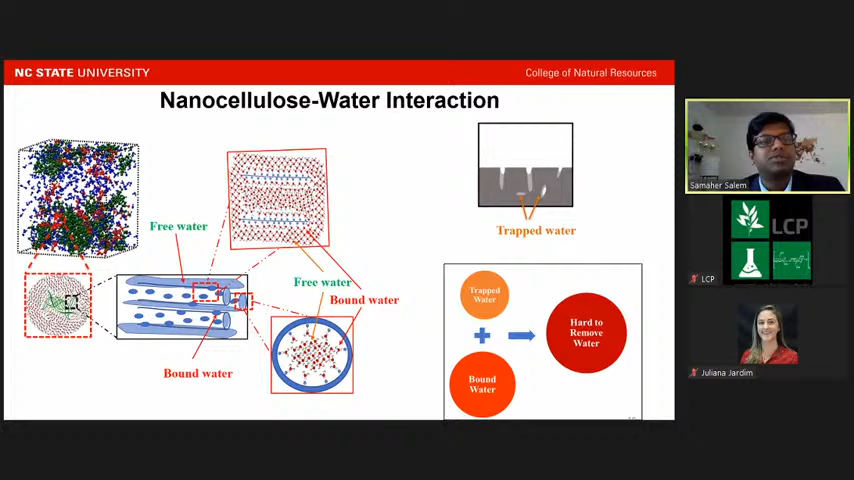 NC STATE UNIVERSITY
College of Natural Resources
Nanocellulose-Water Interaction
Free water
Free water
Bound water
Bound water
Trapped water
Trapped
Water
Bound
Water
Hard to
Remove
Water
Samaher Salem
LCP
LCP
Juliana Jardim